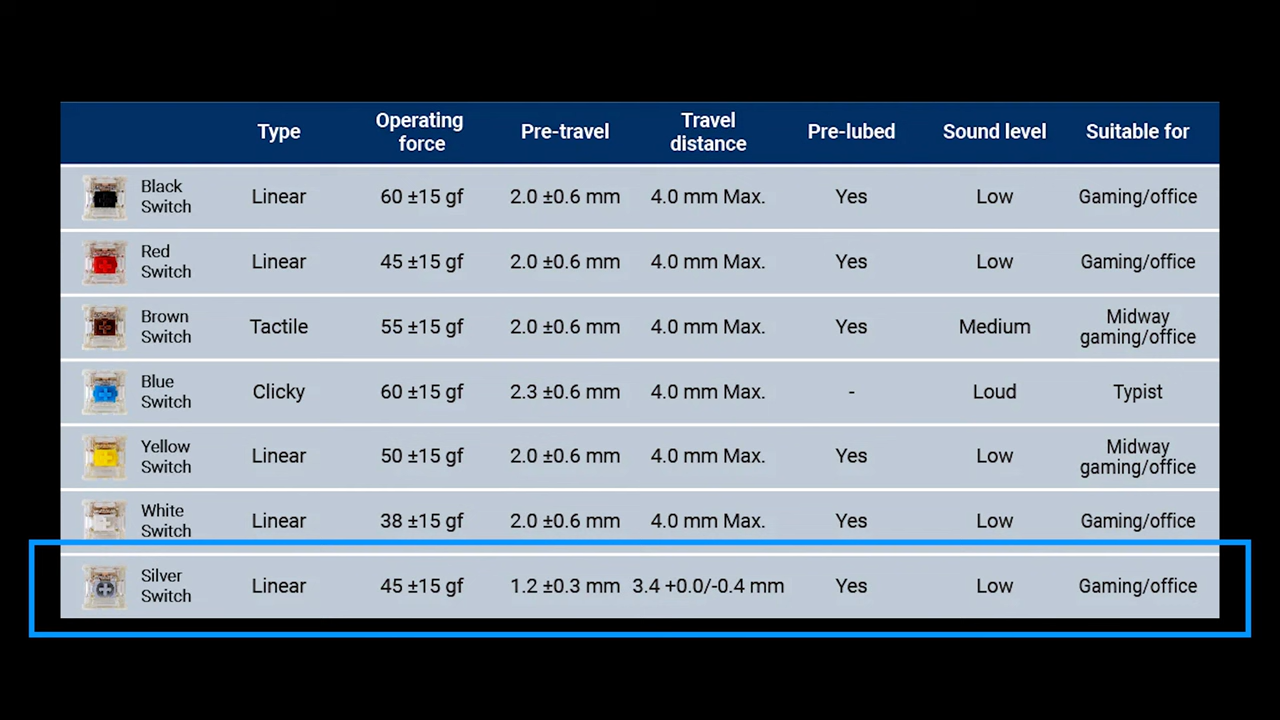 Type Operating force Pre-travel Travel distance Pre-lubed Sound level Suitable for
Black Switch Linear 60 ±15 gf 2.0 ±0.6 mm 4.0 mm Max. Yes Low Gaming/office
Red Switch Linear 45 ±15 gf 2.0 ±0.6 mm 4.0 mm Max. Yes Low Gaming/office
Brown Switch Tactile 55 ±15 gf 2.0 ±0.6 mm 4.0 mm Max. Yes Medium Midway gaming/office
Blue Switch Clicky 60 ±15 gf 2.3 ±0.6 mm 4.0 mm Max. - Loud Typist
Yellow Switch Linear 50 ±15 gf 2.0 ±0.6 mm 4.0 mm Max. Yes Low Midway gaming/office
White Switch Linear 38 ±15 gf 2.0 ±0.6 mm 4.0 mm Max. Yes Low Gaming/office
Silver Switch Linear 45 ±15 gf 1.2 ±0.3 mm 3.4 +0.0/-0.4 mm Yes Low Gaming/office